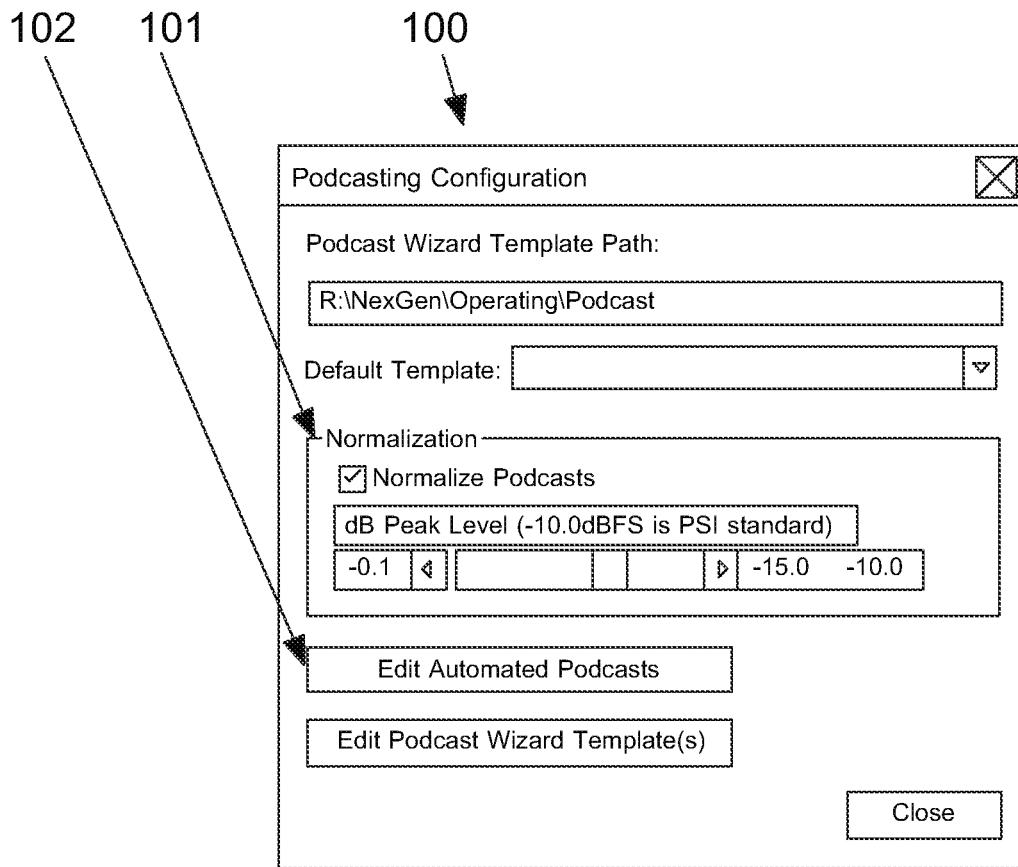 102 101 100
Podcasting Configuration
Podcast Wizard Template Path:
R:\NexGen\Operating\Podcast
Default Template:
Normalization
Normalize Podcasts
dB Peak Level (-10.0dBFS is PSI standard)
-0.1 -15.0 -10.0
Edit Automated Podcasts
Edit Podcast Wizard Template(s)
Close